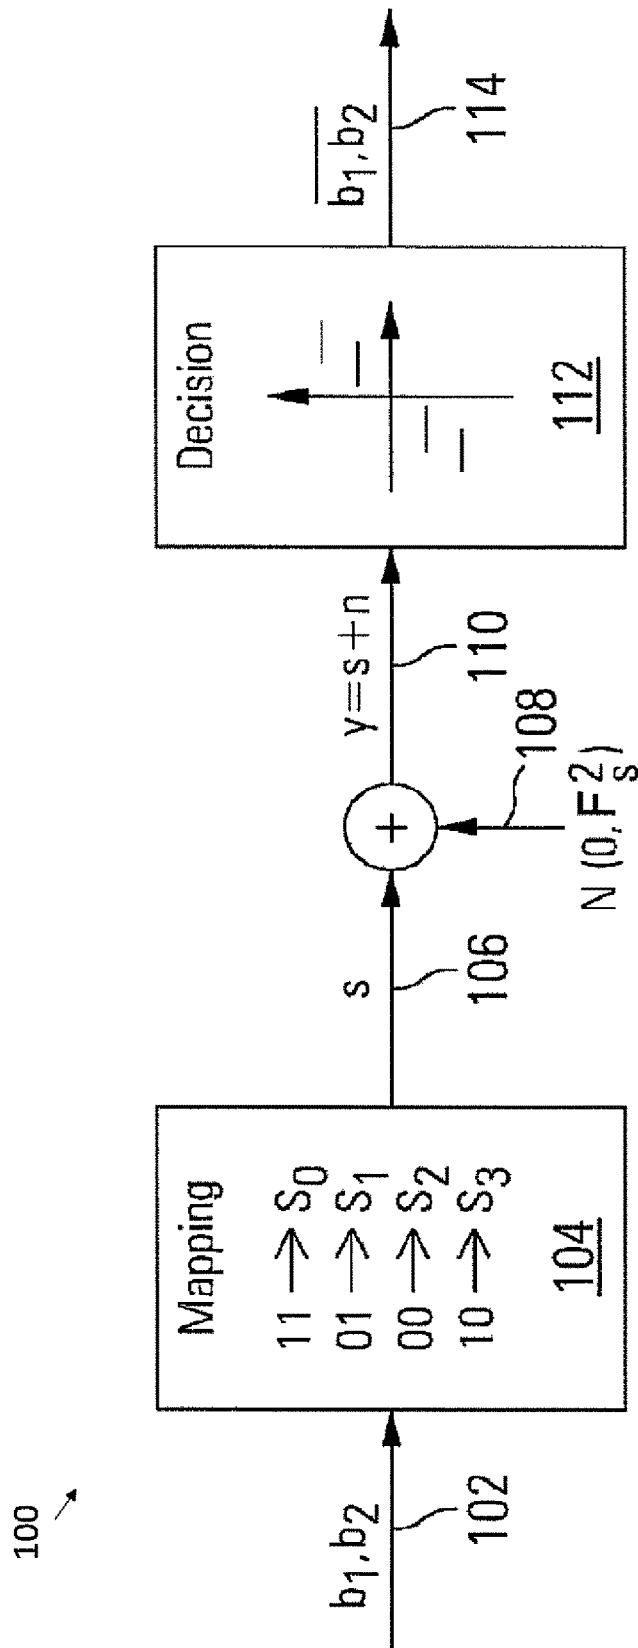 100
b1,b2
102
Mapping
11 → S0
01 → S1
00 → S2
10 → S3
104
s
106
+
N (0, F²s)
108
y=s+n
110
Decision
112
b1,b2
114